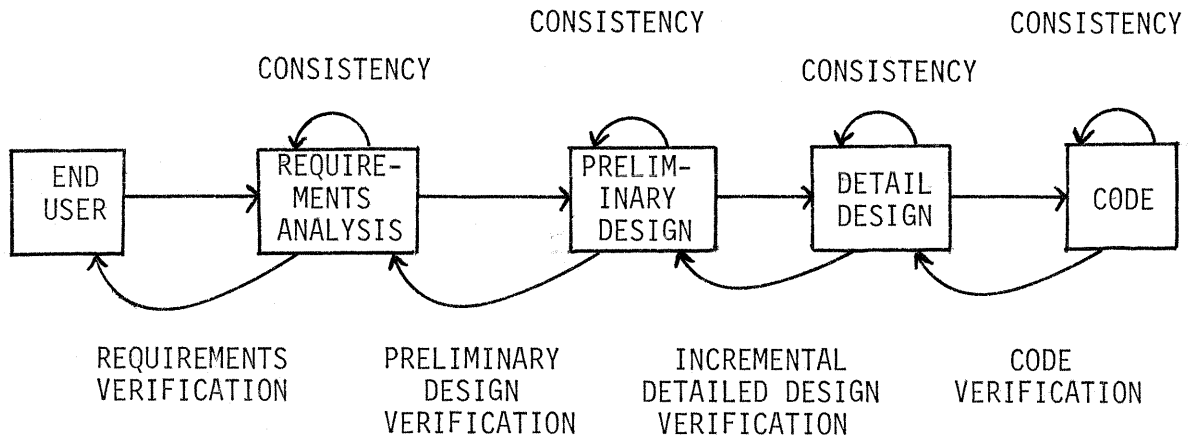 CONSISTENCY
CONSISTENCY
CONSISTENCY
CONSISTENCY
END
USER
REQUIRE-
MENTS
ANALYSIS
PRELIM-
INARY
DESIGN
DETAIL
DESIGN
CODE
REQUIREMENTS
VERIFICATION
PRELIMINARY
DESIGN
VERIFICATION
INCREMENTAL
DETAILED DESIGN
VERIFICATION
CODE
VERIFICATION